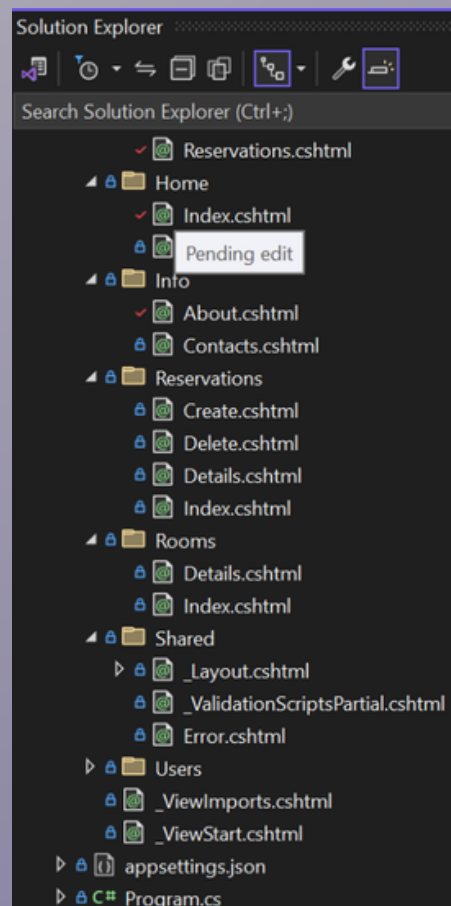 Solution Explorer
Search Solution Explorer (Ctrl+;)
Reservations.cshtml
Home
Index.cshtml
Pending edit
Info
About.cshtml
Contacts.cshtml
Reservations
Create.cshtml
Delete.cshtml
Details.cshtml
Index.cshtml
Rooms
Details.cshtml
Index.cshtml
Shared
_Layout.cshtml
_ValidationScriptsPartial.cshtml
Error.cshtml
Users
_ViewImports.cshtml
_ViewStart.cshtml
appsettings.json
C# Program.cs